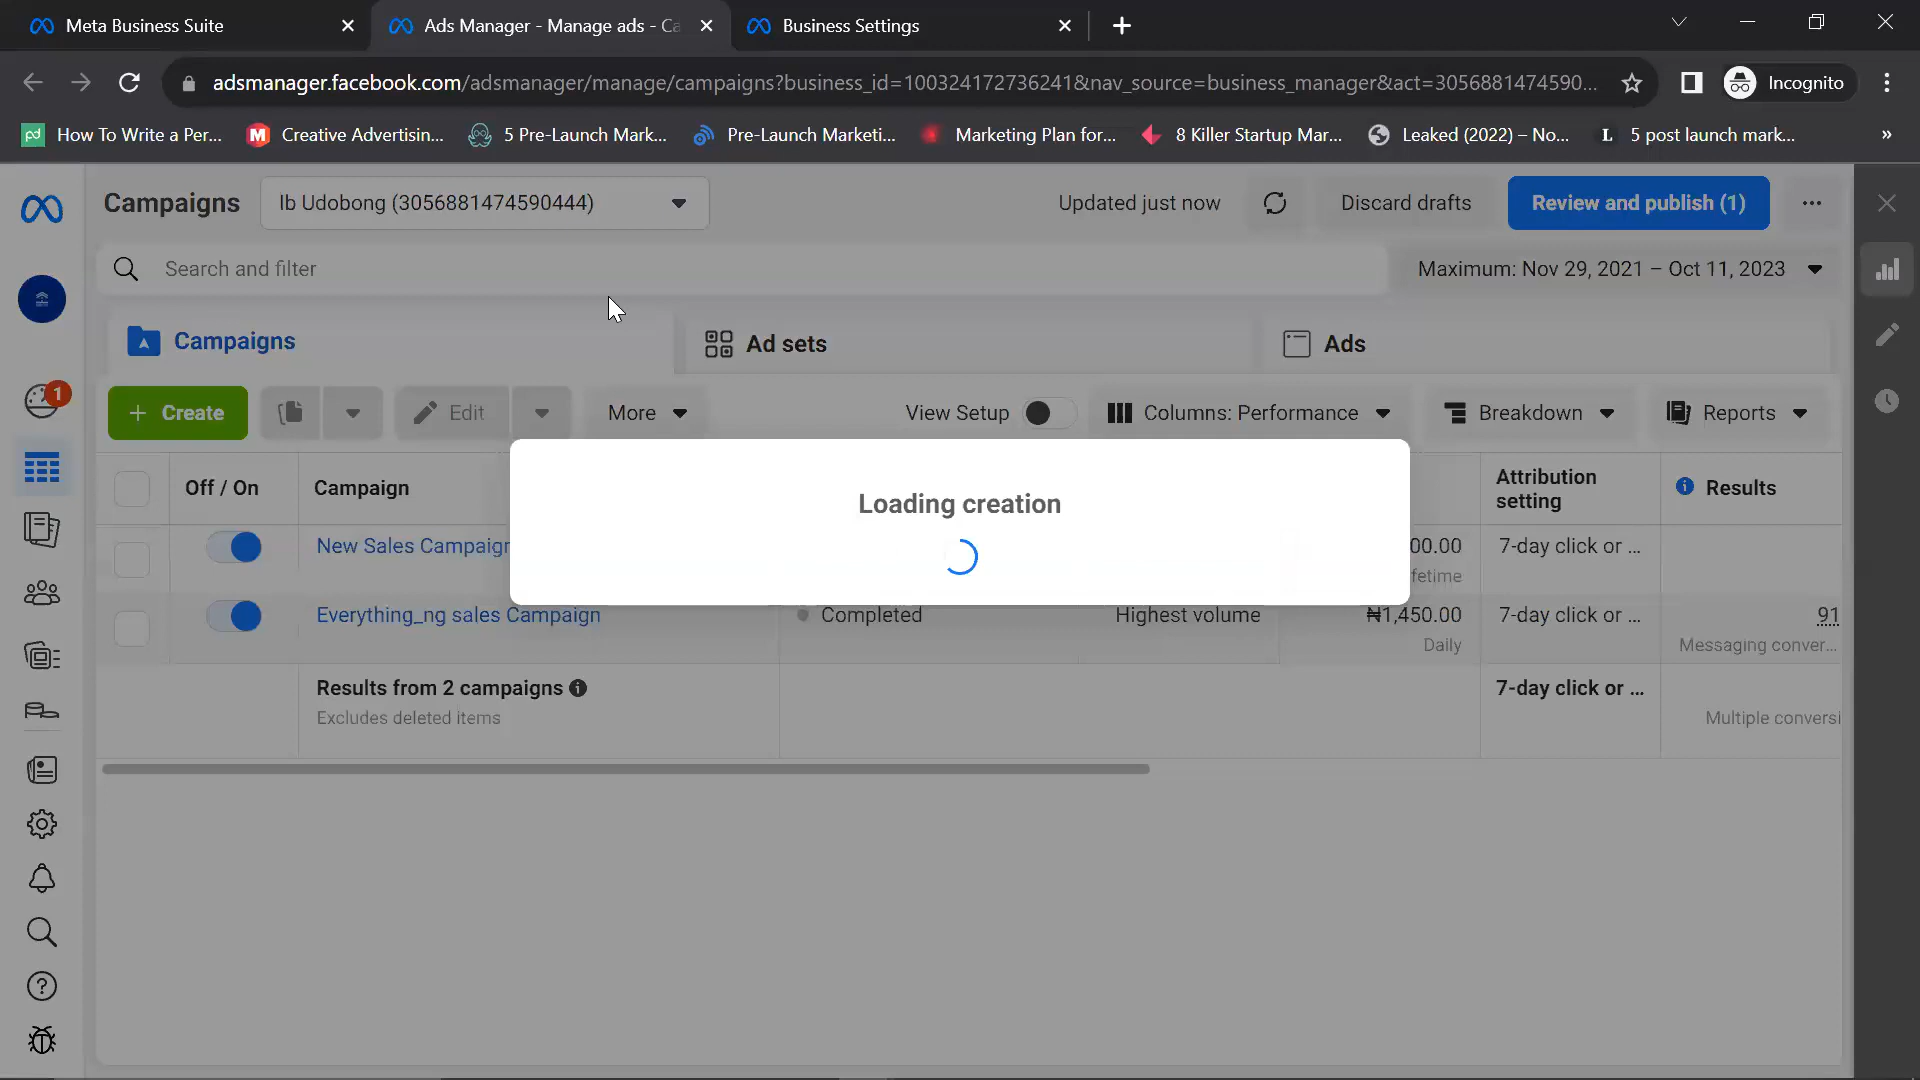 Meta Business Suite
Ads Manager - Manage ads - Ca
Business Settings
adsmanager.facebook.com/adsmanager/manage/campaigns?business_id=100324172736241&nav_source=business_manager&act=3056881474590...
Incognito
pd How To Write a Per...
M Creative Advertisin...
5 Pre-Launch Mark...
Pre-Launch Marketi...
Marketing Plan for...
8 Killer Startup Mar...
Leaked (2022) – No...
L 5 post launch mark...
»
Campaigns
Ib Udobong (3056881474590444)
Updated just now
Discard drafts
Review and publish (1)
Search and filter
Maximum: Nov 29, 2021 – Oct 11, 2023
Campaigns
Ad sets
Ads
1
+ Create
Edit
More
View Setup
Columns: Performance
Breakdown
Reports
Off / On
Campaign
Attribution
setting
Results
Loading creation
New Sales Campaign
00.00
fetime
7-day click or ...
Everything_ng sales Campaign
Completed
Highest volume
₦1,450.00
Daily
7-day click or ...
91
Messaging conver...
Results from 2 campaigns
Excludes deleted items
7-day click or ...
Multiple conversi